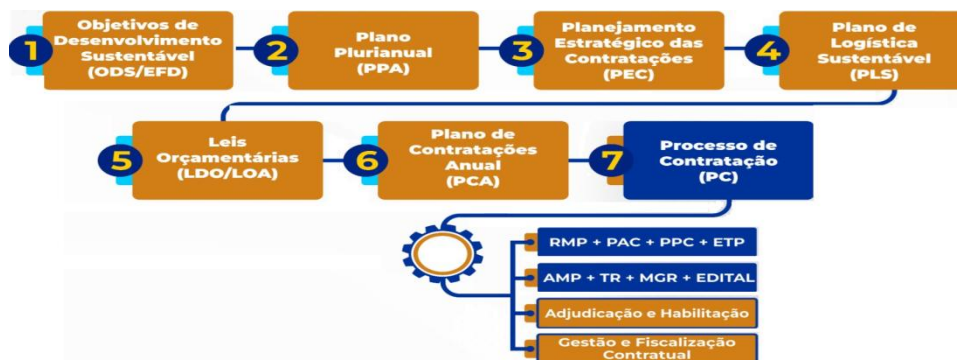 1
Objetivos de
Desenvolvimento
Sustentável
(ODS/EFD)
2
Plano
Plurianual
(PPA)
3
Planejamento
Estratégico das
Contratações
(PEC)
4
Plano de
Logística
Sustentável
(PLS)
5
Leis
Orçamentárias
(LDO/LOA)
6
Plano de
Contratações
Anual
(PCA)
7
Processo de
Contratação
(PC)
RMP + PAC + PPC + ETP
AMP + TR + MGR + EDITAL
Adjudicação e Habilitação
Gestão e Fiscalização
Contratual